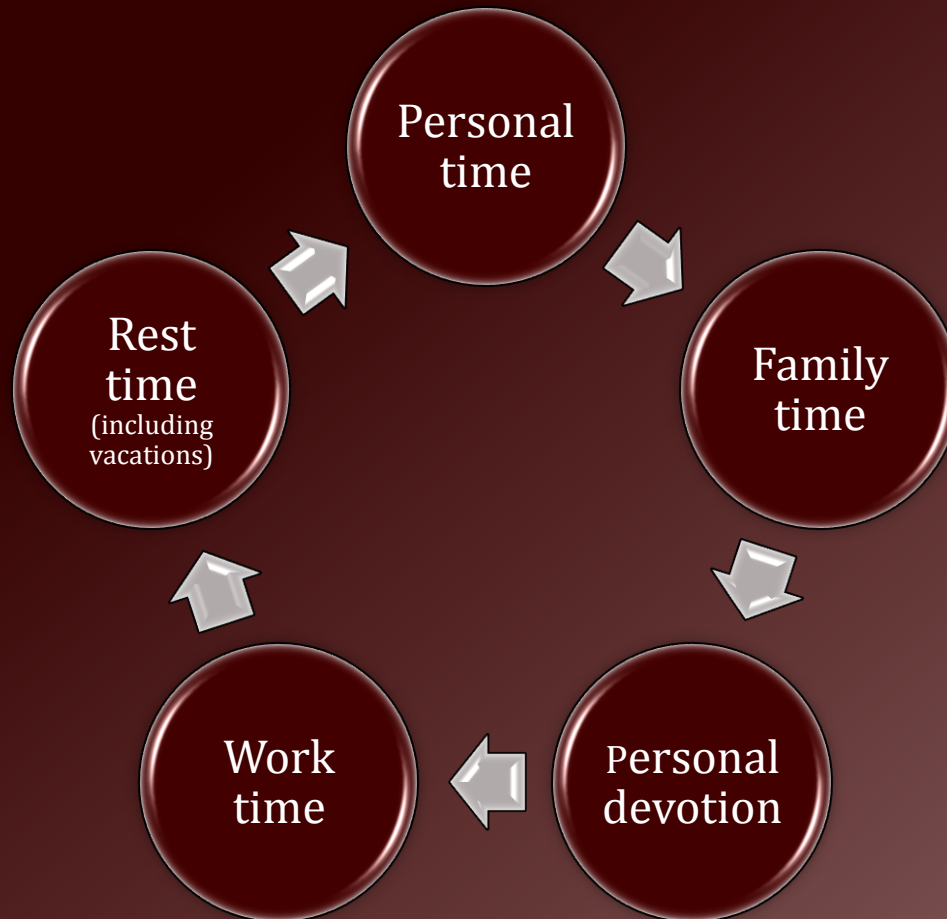 Personal
time
Family
time
Personal
devotion
Work
time
Rest
time
(including
vacations)